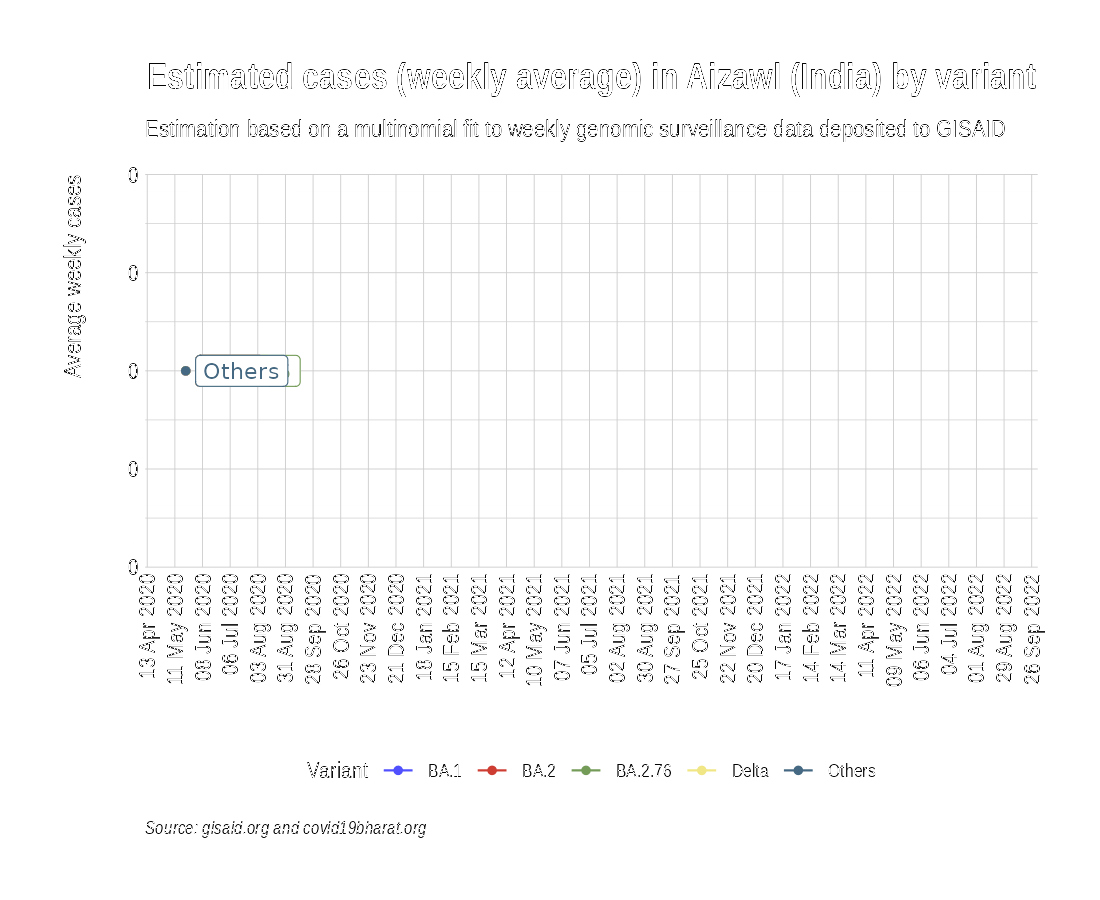 Estimated cases (weekly average) in Aizawl (India) by variant
Estimation based on a multinomial fit to weekly genomic surveillance data deposited to GISAID
Average weekly cases
0
0
0
0
0
Others
13 Apr 2020
11 May 2020
08 Jun 2020
06 Jul 2020
03 Aug 2020
31 Aug 2020
28 Sep 2020
26 Oct 2020
23 Nov 2020
21 Dec 2020
18 Jan 2021
15 Feb 2021
15 Mar 2021
12 Apr 2021
10 May 2021
07 Jun 2021
05 Jul 2021
02 Aug 2021
30 Aug 2021
27 Sep 2021
25 Oct 2021
22 Nov 2021
20 Dec 2021
17 Jan 2022
14 Feb 2022
14 Mar 2022
11 Apr 2022
09 May 2022
06 Jun 2022
04 Jul 2022
01 Aug 2022
29 Aug 2022
26 Sep 2022
Variant BA.1 BA.2 BA.2.76 Delta Others
Source: gisaid.org and covid19bharat.org